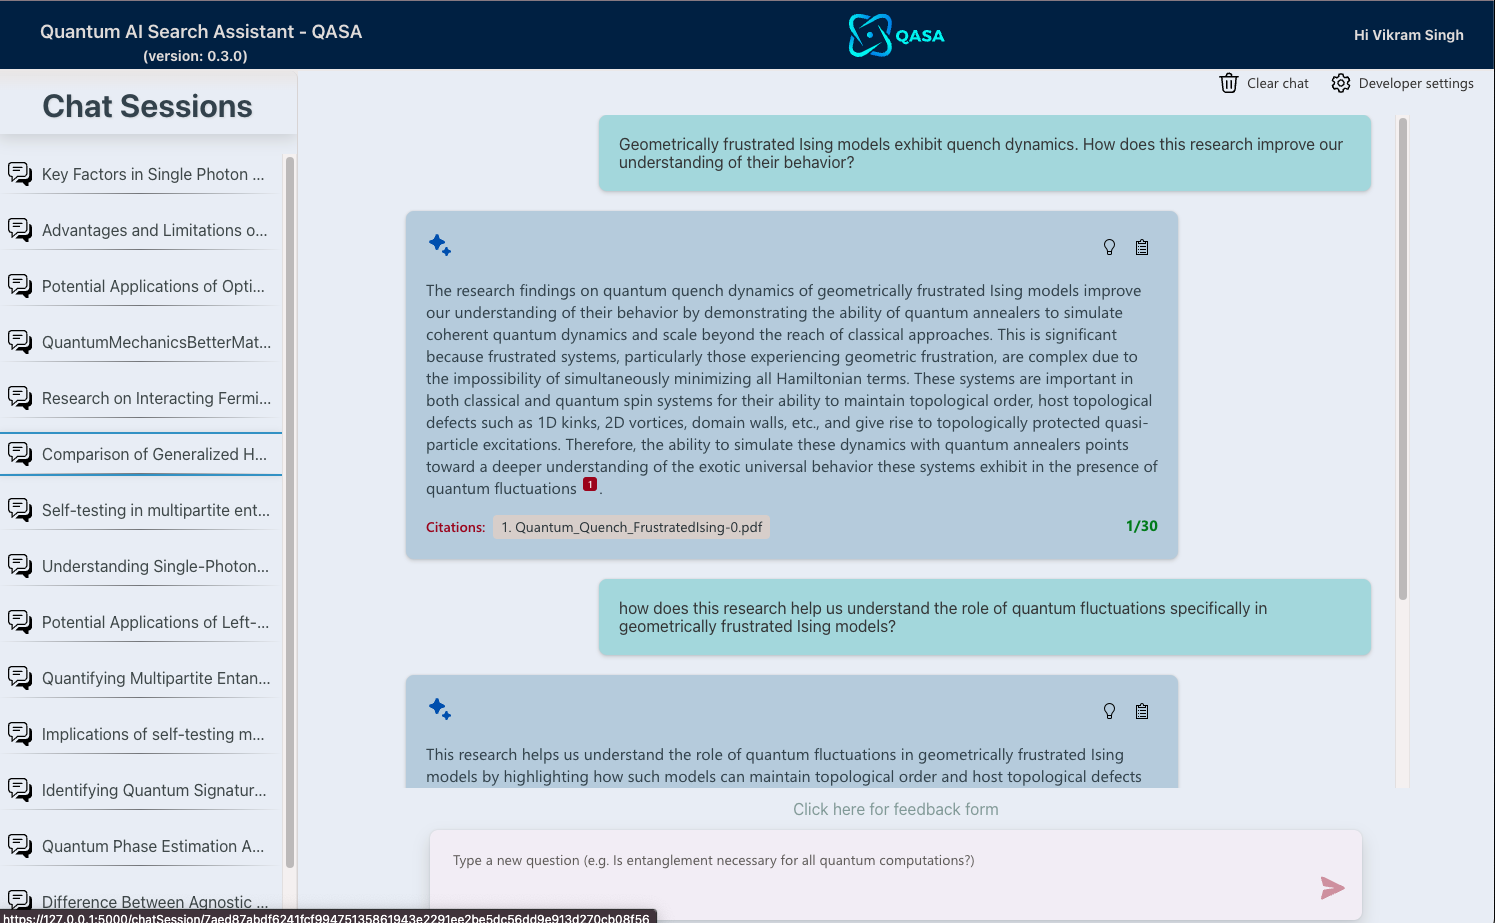 Quantum AI Search Assistant - QASA
(version: 0.3.0)
QASA
Hi Vikram Singh
Chat Sessions
Key Factors in Single Photon ...
Advantages and Limitations o...
Potential Applications of Opti...
QuantumMechanicsBetterMat...
Research on Interacting Fermi...
Comparison of Generalized H...
Self-testing in multipartite ent...
Understanding Single-Photon...
Potential Applications of Left-...
Quantifying Multipartite Entan...
Implications of self-testing m...
Identifying Quantum Signatur...
Quantum Phase Estimation A...
Difference Between Agnostic ...
https://127.0.0.1:5000/chatSession/7aed87abdf6241fcf99475135861943e2291ee2be5dc56dd9e913d270cb08f56
Clear chat
Developer settings
Geometrically frustrated Ising models exhibit quench dynamics. How does this research improve our
understanding of their behavior?
The research findings on quantum quench dynamics of geometrically frustrated Ising models improve
our understanding of their behavior by demonstrating the ability of quantum annealers to simulate
coherent quantum dynamics and scale beyond the reach of classical approaches. This is significant
because frustrated systems, particularly those experiencing geometric frustration, are complex due to
the impossibility of simultaneously minimizing all Hamiltonian terms. These systems are important in
both classical and quantum spin systems for their ability to maintain topological order, host topological
defects such as 1D kinks, 2D vortices, domain walls, etc., and give rise to topologically protected quasi-
particle excitations. Therefore, the ability to simulate these dynamics with quantum annealers points
toward a deeper understanding of the exotic universal behavior these systems exhibit in the presence of
quantum fluctuations 1 .
Citations: 1. Quantum_Quench_FrustratedIsing-0.pdf 1/30
how does this research help us understand the role of quantum fluctuations specifically in
geometrically frustrated Ising models?
This research helps us understand the role of quantum fluctuations in geometrically frustrated Ising
models by highlighting how such models can maintain topological order and host topological defects
Click here for feedback form
Type a new question (e.g. Is entanglement necessary for all quantum computations?)